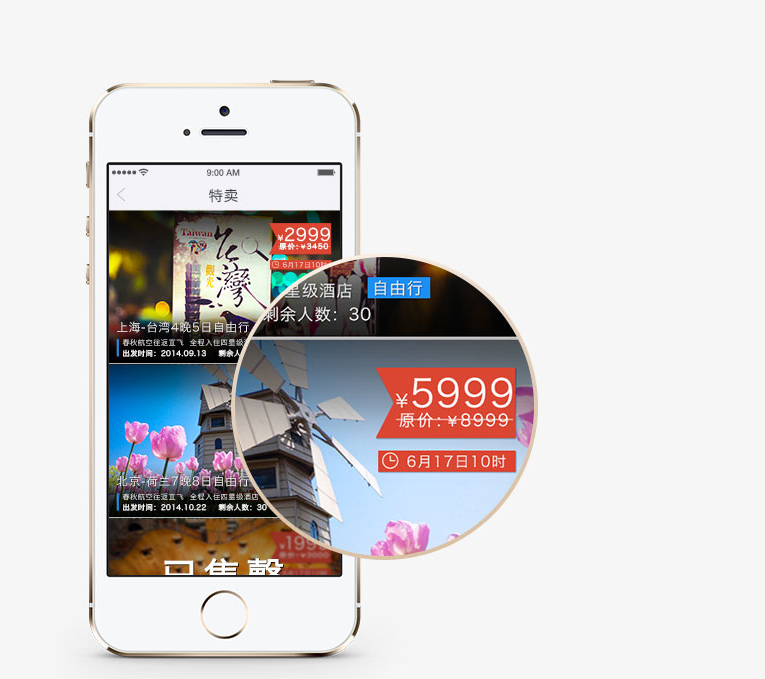 9:00 AM
特卖
Taiwan
观光
台灣
¥2999
原价:¥3450
6月17日10时
上海-台湾4晚5日自由行
春秋航空往返直飞 全程入住四星级酒
出发时间: 2014.09.13 剩余人
星级酒店 自由行
剩余人数: 30
¥5999
原价:¥8999
6月17日10时
北京-荷兰7晚8日自由行
春秋航空往返直飞 全程入住四星级酒店
出发时间: 2014.10.22 剩余人数: 30
¥1999
原价:¥3000
已售罄